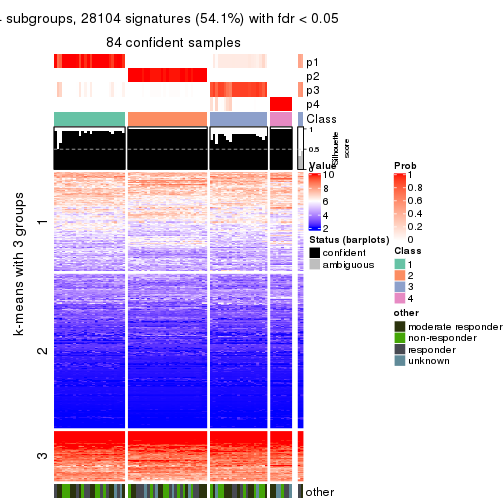 subgroups, 28104 signatures (54.1%) with fdr < 0.05
84 confident samples
p1
p2
p3
p4
Class
1
0.5
Silhouette
score
k-means with 3 groups
1
2
3
other
Value
10
8
6
4
2
Status (barplots)
confident
ambiguous
Prob
1
0.8
0.6
0.4
0.2
0
Class
1
2
3
4
other
moderate responder
non-responder
responder
unknown